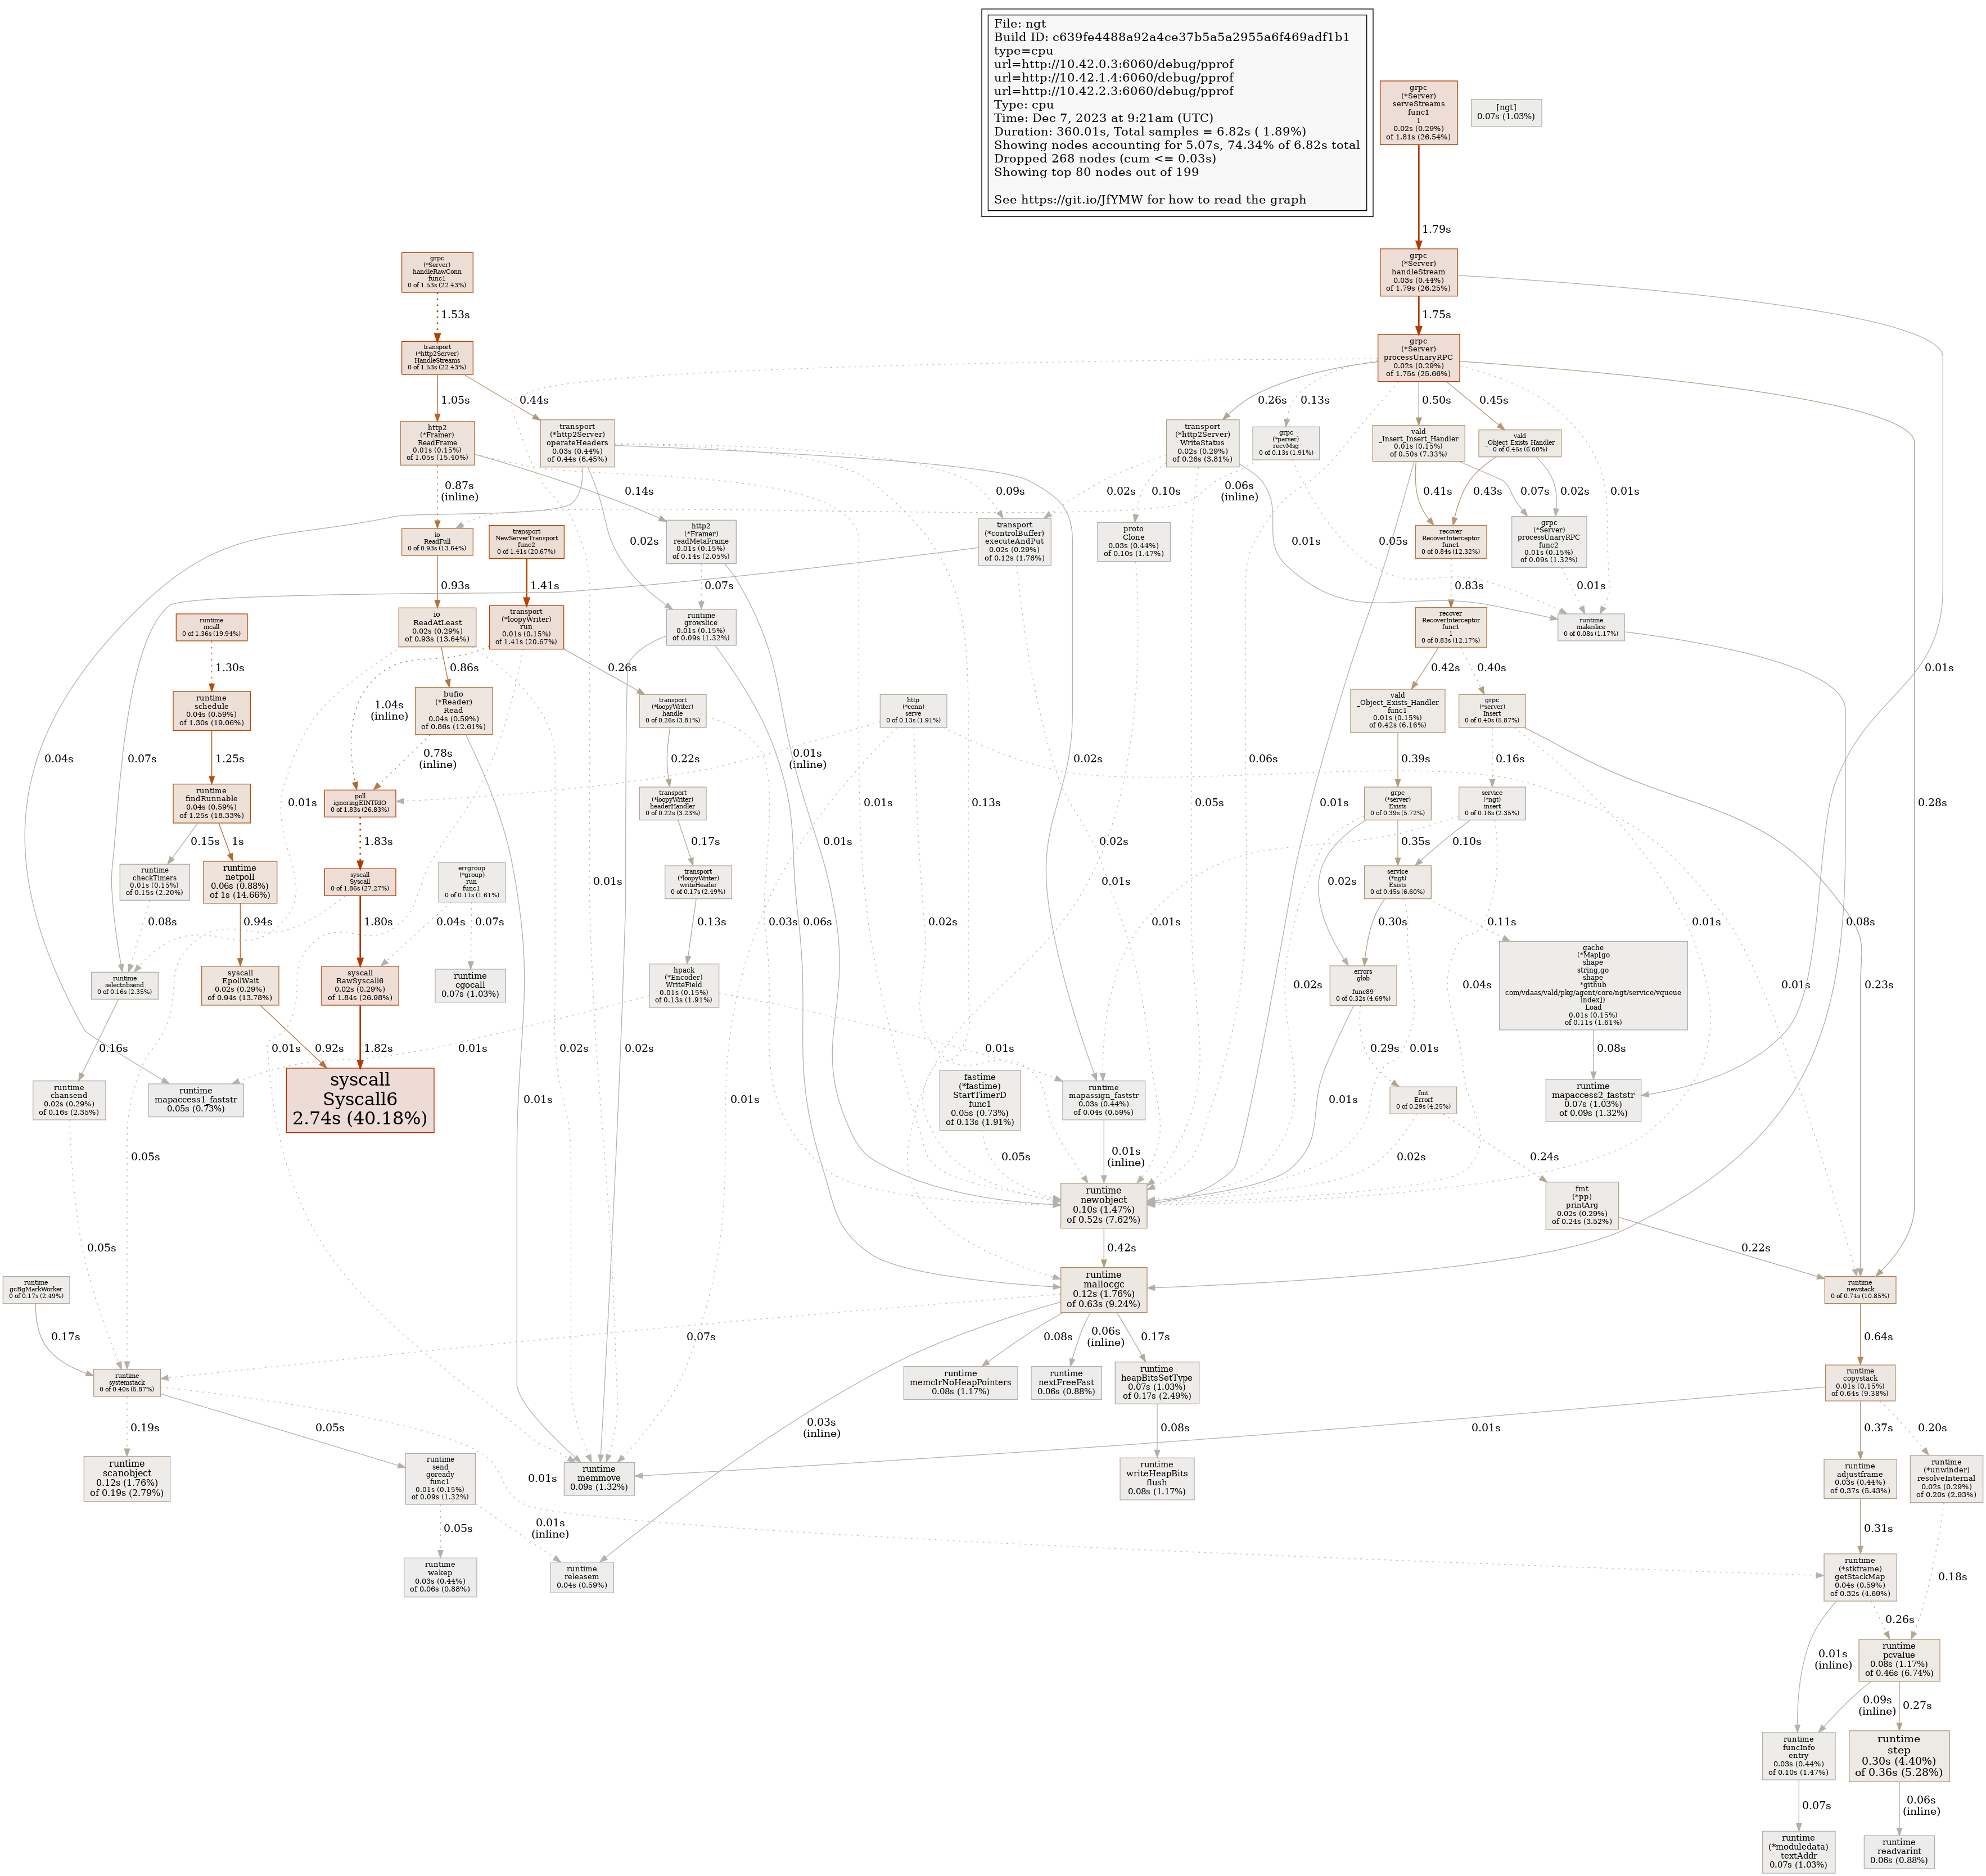 File: ngt
Build ID: c639fe4488a92a4ce37b5a5a2955a6f469adf1b1
type=cpu
url=http://10.42.0.3:6060/debug/pprof
url=http://10.42.1.4:6060/debug/pprof
url=http://10.42.2.3:6060/debug/pprof
Type: cpu
Time: Dec 7, 2023 at 9:21am (UTC)
Duration: 360.01s, Total samples = 6.82s ( 1.89%)
Showing nodes accounting for 5.07s, 74.34% of 6.82s total
Dropped 268 nodes (cum <= 0.03s)
Showing top 80 nodes out of 199
See https://git.io/JfYMW for how to read the graph
grpc
(*Server)
serveStreams
func1
1
0.02s (0.29%)
of 1.81s (26.54%)
[ngt]
0.07s (1.03%)
1.79s
grpc
(*Server)
handleRawConn
func1
0 of 1.53s (22.43%)
grpc
(*Server)
handleStream
0.03s (0.44%)
of 1.79s (26.25%)
1.53s
1.75s
transport
(*http2Server)
HandleStreams
0 of 1.53s (22.43%)
grpc
(*Server)
processUnaryRPC
0.02s (0.29%)
of 1.75s (25.66%)
1.05s
0.44s
0.26s
0.13s
0.50s
0.45s
http2
(*Framer)
ReadFrame
0.01s (0.15%)
of 1.05s (15.40%)
transport
(*http2Server)
operateHeaders
0.03s (0.44%)
of 0.44s (6.45%)
transport
(*http2Server)
WriteStatus
0.02s (0.29%)
of 0.26s (3.81%)
grpc
(*parser)
recvMsg
0 of 0.13s (1.91%)
vald
_Insert_Insert_Handler
0.01s (0.15%)
of 0.50s (7.33%)
vald
_Object_Exists_Handler
0 of 0.45s (6.60%)
0.87s
(inline)
0.14s
0.09s
0.02s
0.10s
0.06s
(inline)
0.41s
0.43s
0.07s
0.02s
0.01s
io
ReadFull
0 of 0.93s (13.64%)
transport
NewServerTransport
func2
0 of 1.41s (20.67%)
http2
(*Framer)
readMetaFrame
0.01s (0.15%)
of 0.14s (2.05%)
0.02s
transport
(*controlBuffer)
executeAndPut
0.02s (0.29%)
of 0.12s (1.76%)
proto
Clone
0.03s (0.44%)
of 0.10s (1.47%)
0.01s
0.05s
recover
RecoverInterceptor
func1
0 of 0.84s (12.32%)
grpc
(*Server)
processUnaryRPC
func2
0.01s (0.15%)
of 0.09s (1.32%)
0.93s
1.41s
0.07s
0.83s
0.01s
runtime
mcall
0 of 1.36s (19.94%)
io
ReadAtLeast
0.02s (0.29%)
of 0.93s (13.64%)
transport
(*loopyWriter)
run
0.01s (0.15%)
of 1.41s (20.67%)
runtime
growslice
0.01s (0.15%)
of 0.09s (1.32%)
recover
RecoverInterceptor
func1
1
0 of 0.83s (12.17%)
runtime
makeslice
0 of 0.08s (1.17%)
1.30s
0.86s
0.26s
0.42s
0.40s
0.01s
runtime
schedule
0.04s (0.59%)
of 1.30s (19.06%)
bufio
(*Reader)
Read
0.04s (0.59%)
of 0.86s (12.61%)
1.04s
(inline)
transport
(*loopyWriter)
handle
0 of 0.26s (3.81%)
http
(*conn)
serve
0 of 0.13s (1.91%)
vald
_Object_Exists_Handler
func1
0.01s (0.15%)
of 0.42s (6.16%)
grpc
(*server)
Insert
0 of 0.40s (5.87%)
0.04s
0.07s
1.25s
0.78s
(inline)
0.22s
0.01s
(inline)
0.02s
0.06s
0.39s
0.16s
runtime
findRunnable
0.04s (0.59%)
of 1.25s (18.33%)
0.01s
poll
ignoringEINTRIO
0 of 1.83s (26.83%)
transport
(*loopyWriter)
headerHandler
0 of 0.22s (3.23%)
0.01s
0.13s
0.05s
0.01s
grpc
(*server)
Exists
0 of 0.39s (5.72%)
service
(*ngt)
insert
0 of 0.16s (2.35%)
0.28s
0.15s
1s
1.83s
0.17s
0.01s
0.02s
0.35s
0.10s
runtime
checkTimers
0.01s (0.15%)
of 0.15s (2.20%)
runtime
netpoll
0.06s (0.88%)
of 1s (14.66%)
syscall
Syscall
0 of 1.86s (27.27%)
errgroup
(*group)
run
func1
0 of 0.11s (1.61%)
transport
(*loopyWriter)
writeHeader
0 of 0.17s (2.49%)
0.01s
0.01s
0.02s
service
(*ngt)
Exists
0 of 0.45s (6.60%)
0.08s
0.94s
1.80s
0.04s
0.07s
0.13s
0.03s
0.06s
0.02s
0.01s
0.30s
0.11s
0.01s
0.08s
runtime
selectnbsend
0 of 0.16s (2.35%)
syscall
EpollWait
0.02s (0.29%)
of 0.94s (13.78%)
syscall
RawSyscall6
0.02s (0.29%)
of 1.84s (26.98%)
runtime
cgocall
0.07s (1.03%)
hpack
(*Encoder)
WriteField
0.01s (0.15%)
of 0.13s (1.91%)
0.02s
0.04s
errors
glob

func89
0 of 0.32s (4.69%)
gache
(*Map[go
shape
string,go
shape
*github
com/vdaas/vald/pkg/agent/core/ngt/service/vqueue
index])
Load
0.01s (0.15%)
of 0.11s (1.61%)
0.01s
0.23s
0.16s
0.01s
0.92s
1.82s
0.01s
0.02s
0.02s
0.01s
0.01s
0.29s
0.01s
0.08s
runtime
chansend
0.02s (0.29%)
of 0.16s (2.35%)
runtime
mapaccess1_faststr
0.05s (0.73%)
syscall
Syscall6
2.74s (40.18%)
0.01s
0.01s
fastime
(*fastime)
StartTimerD
func1
0.05s (0.73%)
of 0.13s (1.91%)
runtime
mapassign_faststr
0.03s (0.44%)
of 0.04s (0.59%)
0.01s
fmt
Errorf
0 of 0.29s (4.25%)
runtime
mapaccess2_faststr
0.07s (1.03%)
of 0.09s (1.32%)
0.05s
0.05s
0.01s
(inline)
0.02s
0.24s
runtime
newobject
0.10s (1.47%)
of 0.52s (7.62%)
fmt
(*pp)
printArg
0.02s (0.29%)
of 0.24s (3.52%)
0.05s
0.42s
0.22s
runtime
gcBgMarkWorker
0 of 0.17s (2.49%)
runtime
mallocgc
0.12s (1.76%)
of 0.63s (9.24%)
runtime
newstack
0 of 0.74s (10.85%)
0.17s
0.07s
0.08s
0.06s
(inline)
0.17s
0.64s
runtime
systemstack
0 of 0.40s (5.87%)
runtime
memclrNoHeapPointers
0.08s (1.17%)
runtime
nextFreeFast
0.06s (0.88%)
runtime
heapBitsSetType
0.07s (1.03%)
of 0.17s (2.49%)
runtime
copystack
0.01s (0.15%)
of 0.64s (9.38%)
0.19s
0.05s
0.03s
(inline)
0.08s
0.01s
0.37s
0.20s
runtime
scanobject
0.12s (1.76%)
of 0.19s (2.79%)
runtime
send
goready
func1
0.01s (0.15%)
of 0.09s (1.32%)
0.01s
runtime
memmove
0.09s (1.32%)
runtime
writeHeapBits
flush
0.08s (1.17%)
runtime
adjustframe
0.03s (0.44%)
of 0.37s (5.43%)
runtime
(*unwinder)
resolveInternal
0.02s (0.29%)
of 0.20s (2.93%)
0.05s
0.01s
(inline)
0.31s
runtime
wakep
0.03s (0.44%)
of 0.06s (0.88%)
runtime
releasem
0.04s (0.59%)
runtime
(*stkframe)
getStackMap
0.04s (0.59%)
of 0.32s (4.69%)
0.18s
0.26s
0.01s
(inline)
runtime
pcvalue
0.08s (1.17%)
of 0.46s (6.74%)
0.09s
(inline)
0.27s
runtime
funcInfo
entry
0.03s (0.44%)
of 0.10s (1.47%)
runtime
step
0.30s (4.40%)
of 0.36s (5.28%)
0.07s
0.06s
(inline)
runtime
(*moduledata)
textAddr
0.07s (1.03%)
runtime
readvarint
0.06s (0.88%)